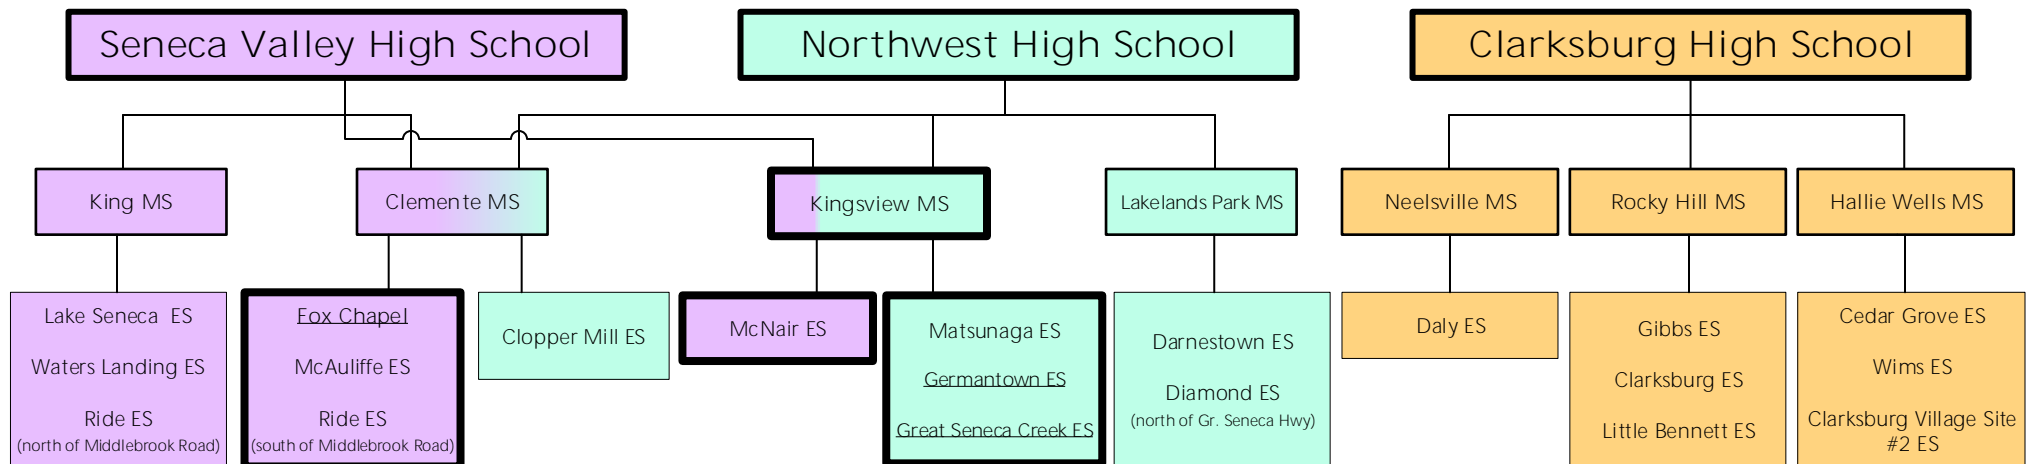 Seneca Valley High School
Northwest High School
Clarksburg High School
King MS
Clemente MS
Kingsview MS
Lakelands Park MS
Neelsville MS
Rocky Hill MS
Hallie Wells MS
Lake Seneca ES
Waters Landing ES
Ride ES
(north of Middlebrook Road)
Fox Chapel
McAuliffe ES
Ride ES
(south of Middlebrook Road)
Clopper Mill ES
McNair ES
Matsunaga ES
Germantown ES
Great Seneca Creek ES
Darnestown ES
Diamond ES
(north of Gr. Seneca Hwy)
Daly ES
Gibbs ES
Clarksburg ES
Little Bennett ES
Cedar Grove ES
Wims ES
Clarksburg Village Site
#2 ES